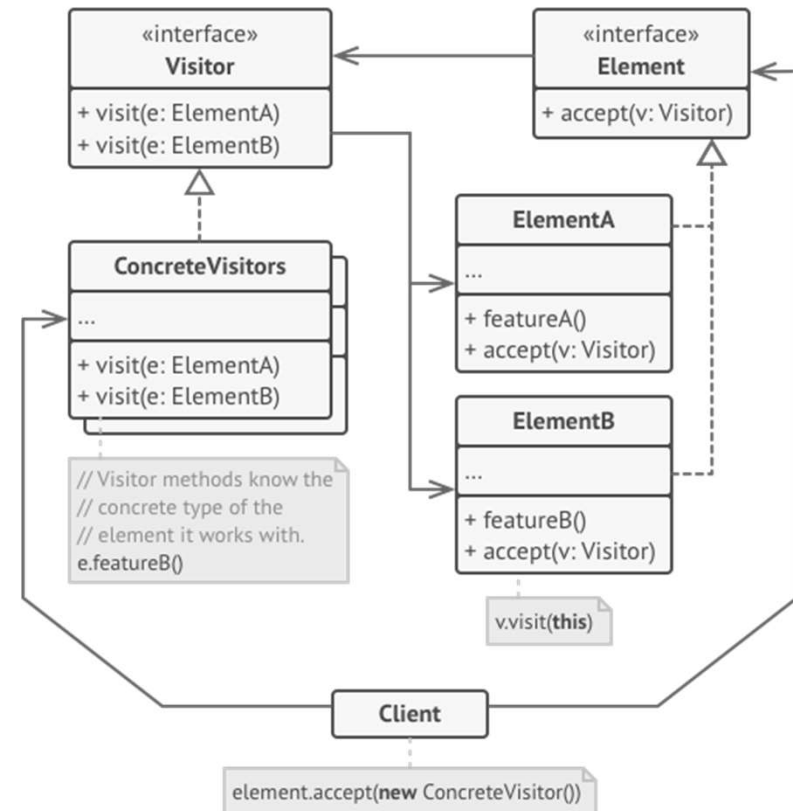 «interface»
Visitor
+ visit(e: ElementA)
+ visit(e: ElementB)
«interface»
Element
+ accept(v: Visitor)
ConcreteVisitors
...
+ visit(e: ElementA)
+ visit(e: ElementB)
// Visitor methods know the
// concrete type of the
// element it works with.
e.featureB()
ElementA
...
+ featureA()
+ accept(v: Visitor)
ElementB
...
+ featureB()
+ accept(v: Visitor)
v.visit(this)
Client
element.accept(new ConcreteVisitor())